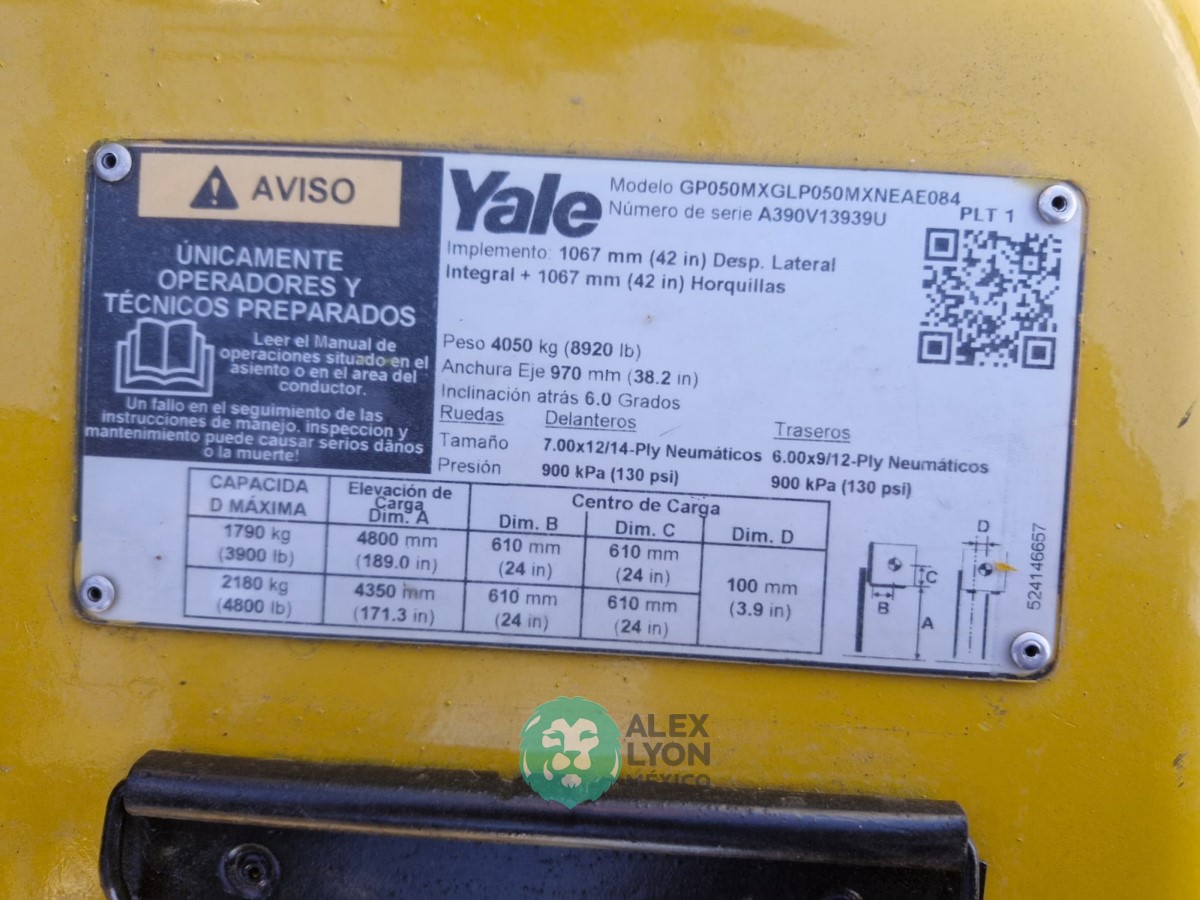 AVISO
ÚNICAMENTE
OPERADORES Y
TÉCNICOS PREPARADOS
Leer el Manual de
operaciones situado en el
asiento o en el area del
conductor.
Un fallo en el seguimiento de las
instrucciones de manejo, inspeccion y
mantenimiento puede causar serios daños
o la muerte!
Yale
Modelo GP050MXGLP050MXNEAE084
Número de serie A390V13939U
PLT 1
Implemento: 1067 mm (42 in) Desp. Lateral
Integral + 1067 mm (42 in) Horquillas
Peso 4050 kg (8920 lb)
Anchura Eje 970 mm (38.2 in)
Inclinación atrás 6.0 Grados
Ruedas Delanteros Traseros
Tamaño 7.00x12/14-Ply Neumáticos 6.00x9/12-Ply Neumáticos
Presión 900 kPa (130 psi) 900 kPa (130 psi)
CAPACIDA
D MÁXIMA
Elevación de
Carga
Dim. A
Centro de Carga
Dim. B Dim. C Dim. D
1790 kg 4800 mm 610 mm 610 mm
(3900 lb) (189.0 in) (24 in) (24 in)
100 mm
(3.9 in)
2180 kg 4350 mm 610 mm 610 mm
(4800 lb) (171.3 in) (24 in) (24 in)
D
C
B
A
524146657
ALEX
LYON
MÉXICO